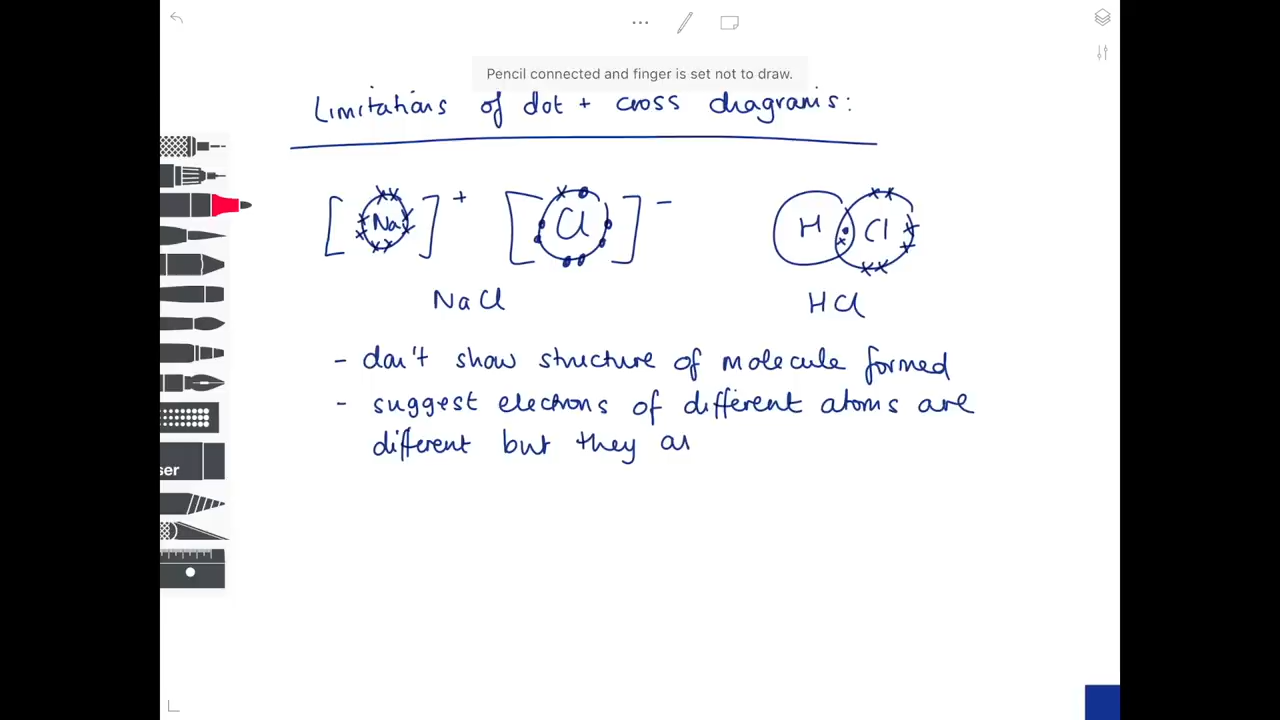 Pencil connected and finger is set not to draw.
Limitations of dot + cross diagrams:
[Na]+ [Cl]- H Cl
NaCl HCl
- don't show structure of molecule formed
- suggest electrons of different atoms are
different but they ar
ser